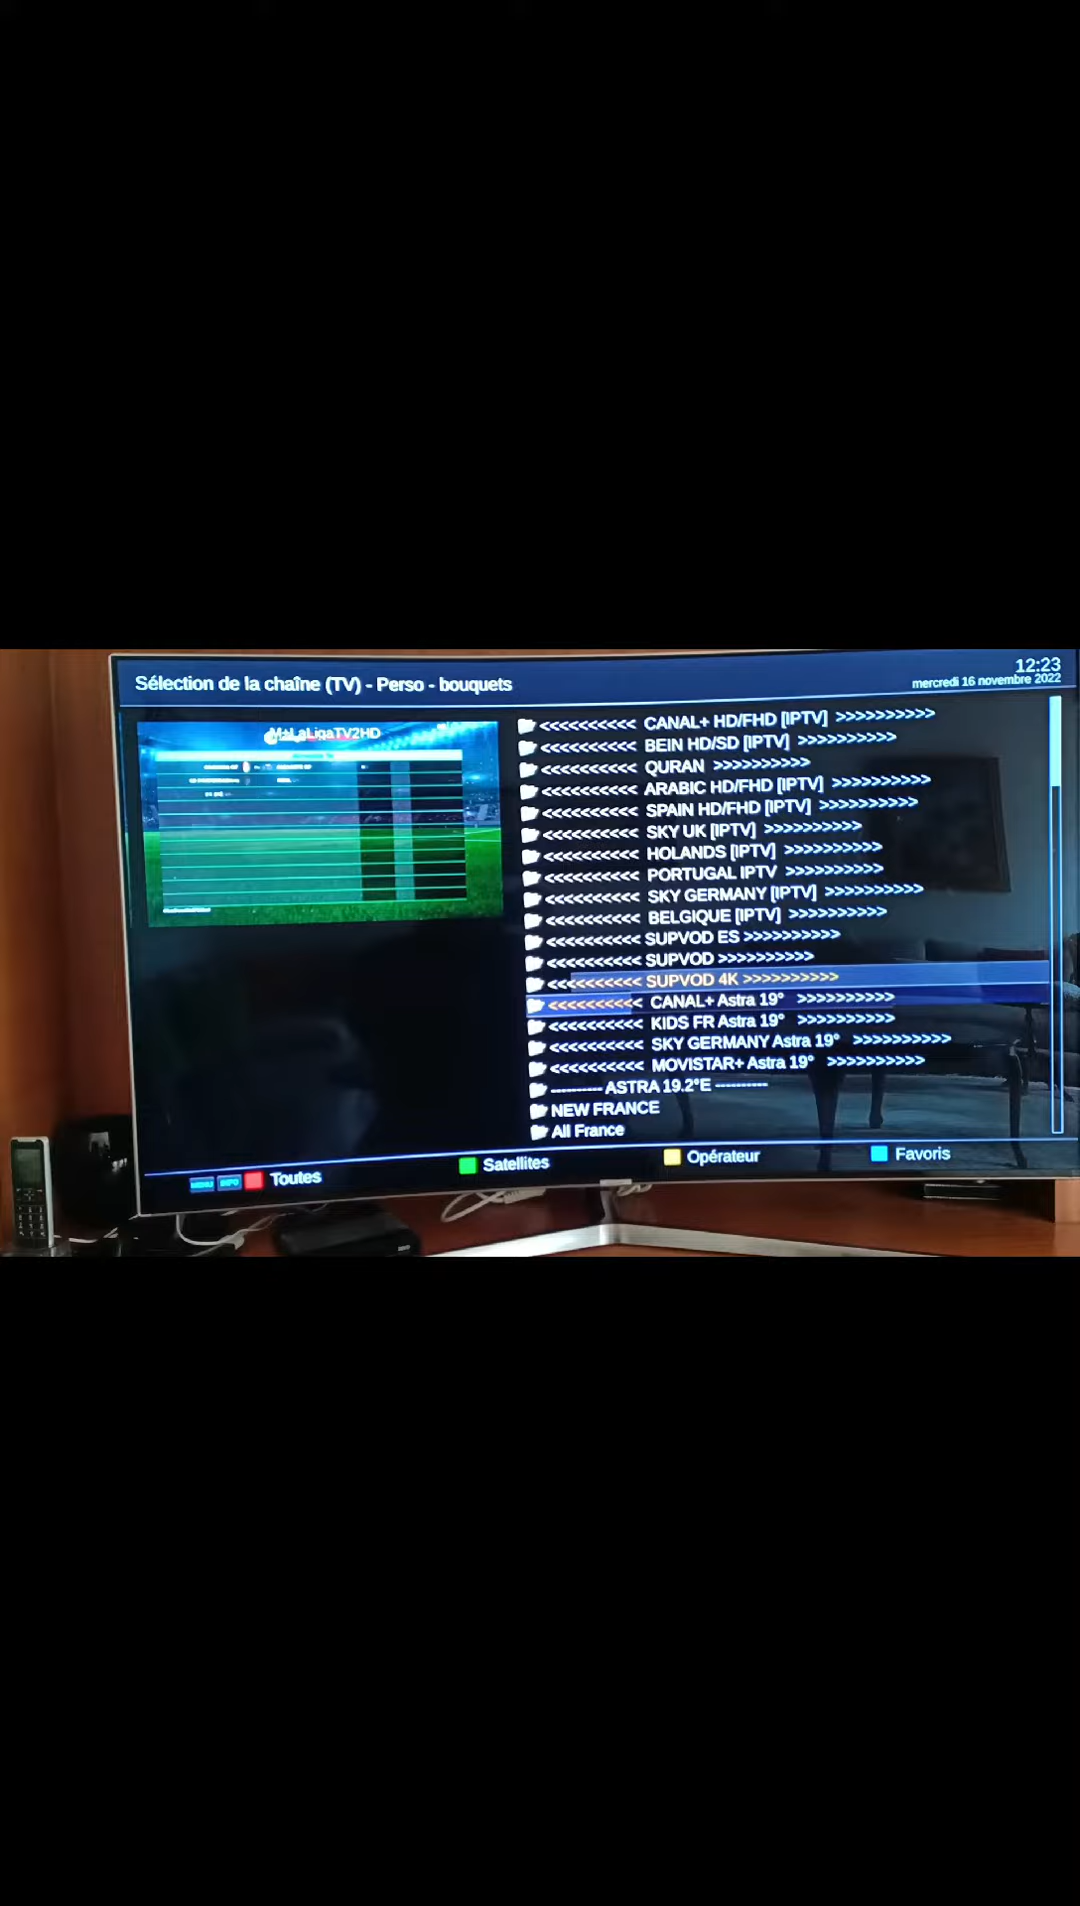 Sélection de la chaîne (TV) - Perso - bouquets
12:23
mercredi 16 novembre 2022
M+LaLigaTV2HD
<<<<<<<<<< CANAL+ HD/FHD [IPTV] >>>>>>>>>>
<<<<<<<<<< BEIN HD/SD [IPTV] >>>>>>>>>>
<<<<<<<<<< QURAN >>>>>>>>>>
<<<<<<<<<< ARABIC HD/FHD [IPTV] >>>>>>>>>>
<<<<<<<<<< SPAIN HD/FHD [IPTV] >>>>>>>>>>
<<<<<<<<<< SKY UK [IPTV] >>>>>>>>>>
<<<<<<<<<< HOLANDS [IPTV] >>>>>>>>>>
<<<<<<<<<< PORTUGAL IPTV >>>>>>>>>>
<<<<<<<<<< SKY GERMANY [IPTV] >>>>>>>>>>
<<<<<<<<<< BELGIQUE [IPTV] >>>>>>>>>>
<<<<<<<<<< SUPVOD ES >>>>>>>>>>
<<<<<<<<<< SUPVOD >>>>>>>>>>
<<<<<<<<<< SUPVOD 4K >>>>>>>>>>
<<<<<<<<<< CANAL+ Astra 19° >>>>>>>>>>
<<<<<<<<<< KIDS FR Astra 19° >>>>>>>>>>
<<<<<<<<<< SKY GERMANY Astra 19° >>>>>>>>>>
<<<<<<<<<< MOVISTAR+ Astra 19° >>>>>>>>>>
---------- ASTRA 19.2°E ----------
NEW FRANCE
All France
MENU INFO Toutes
Satellites
Opérateur
Favoris